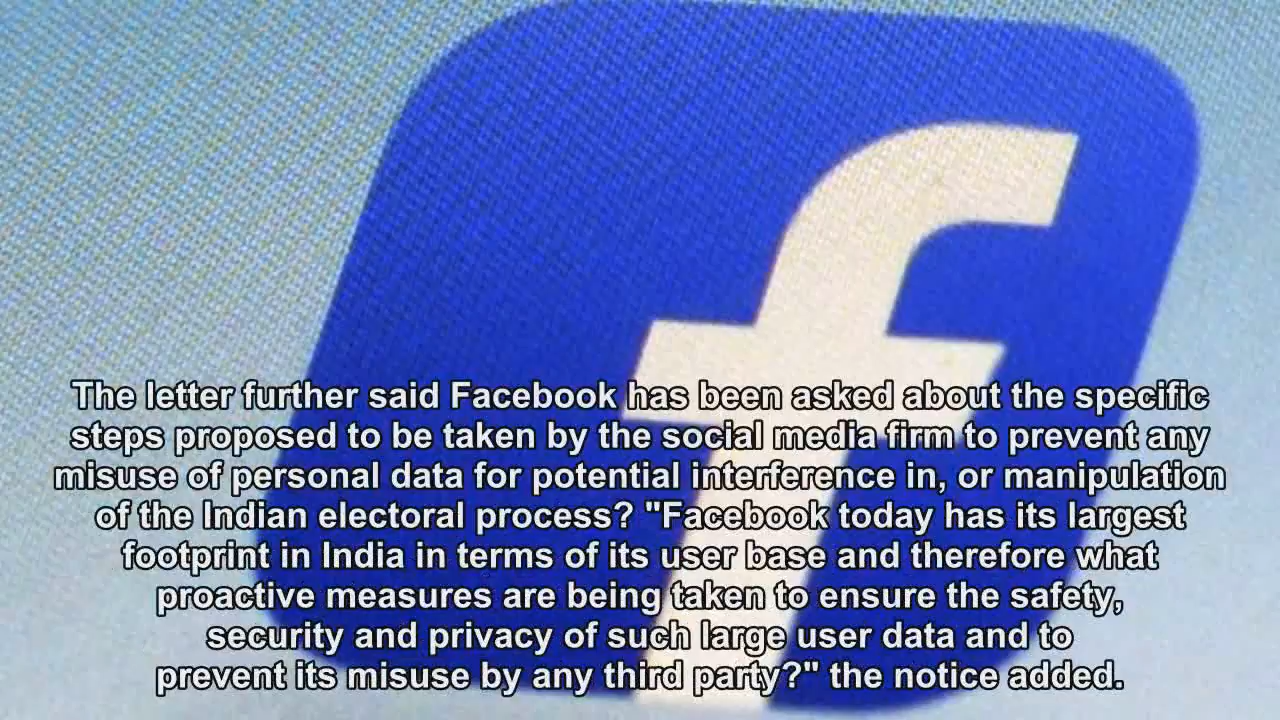 The letter further said Facebook has been asked about the specific
steps proposed to be taken by the social media firm to prevent any
misuse of personal data for potential interference in, or manipulation
of the Indian electoral process? "Facebook today has its largest
footprint in India in terms of its user base and therefore what
proactive measures are being taken to ensure the safety,
security and privacy of such large user data and to
prevent its misuse by any third party?" the notice added.